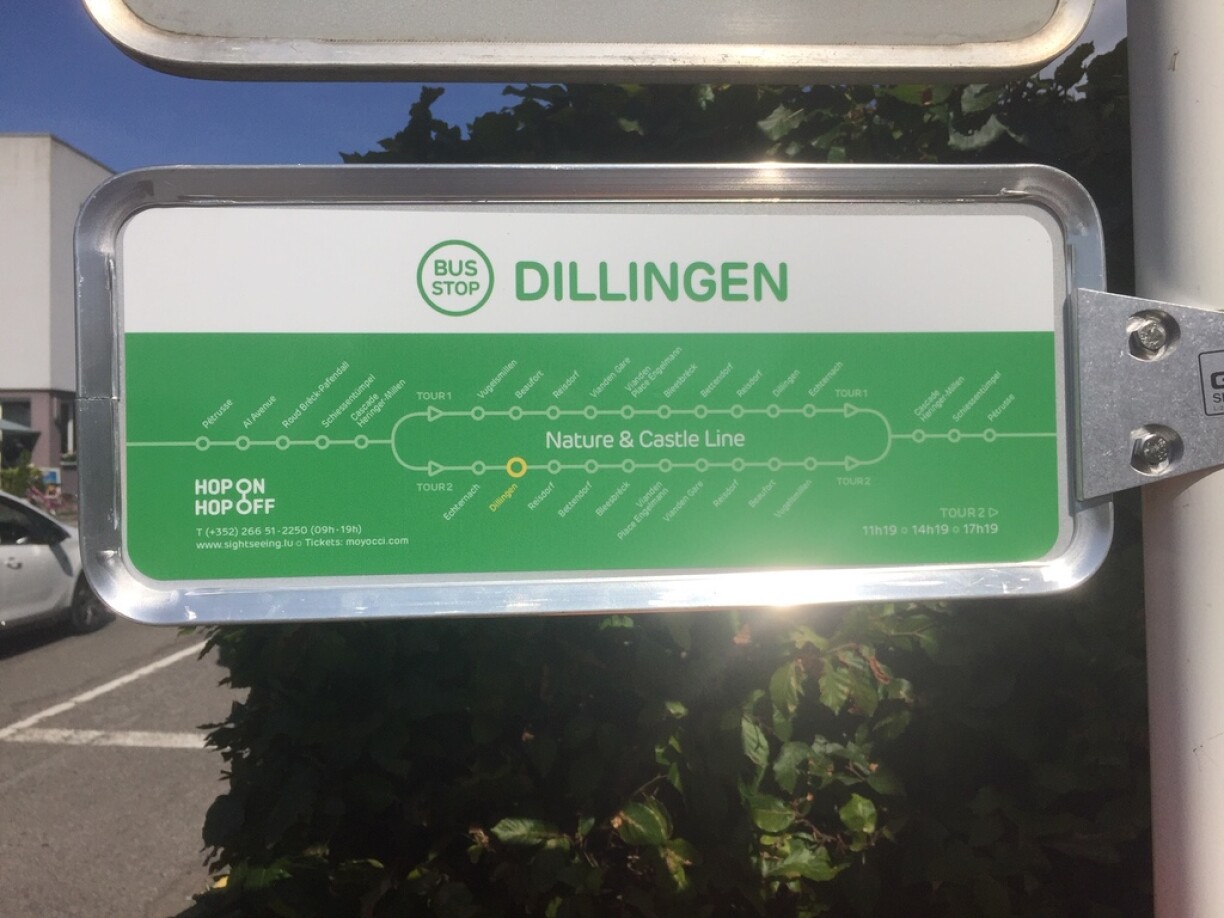 BUS
STOP
DILLINGEN
Pétrusse
Al Avenue
Roud Bréck-Pafendall
Schiessentümpel
Cascade
Heringer-Millen
TOUR 1
Vugelsmillen
Beaufort
Reisdorf
Vianden Gare
Vianden
Place Engelmann
Bleesbréck
Bettendorf
Reisdorf
Dillingen
Echternach
TOUR 1
Cascade
Heringer-Millen
Schiessentümpel
Pétrusse
Nature & Castle Line
TOUR 2
Echternach
Dillingen
Reisdorf
Bettendorf
Bleesbréck
Vianden
Place Engelmann
Vianden Gare
Reisdorf
Beaufort
Vugelsmillen
TOUR 2
HOP ON
HOP OFF
T (+352) 266 51-2250 (09h-19h)
www.sightseeing.lu o Tickets: moyocci.com
TOUR 2 ▷
11h19 o 14h19 o 17h19